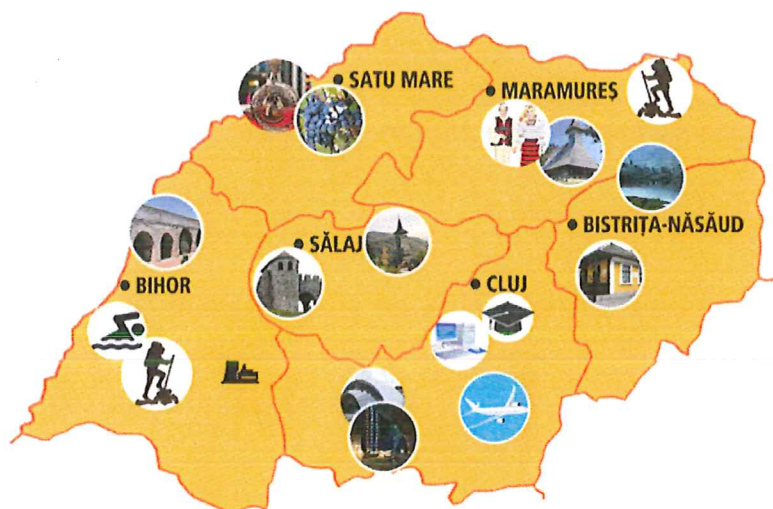 SATU MARE
MARAMUREȘ
BISTRIȚA-NĂSĂUD
SĂLAJ
BIHOR
CLUJ